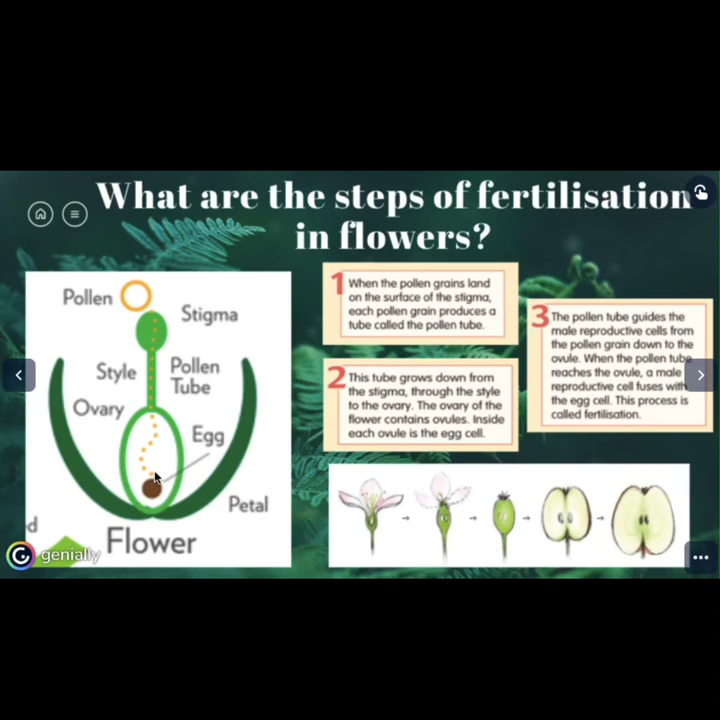 What are the steps of fertilisation
in flowers?
Pollen
Stigma
Style
Pollen
Tube
Ovary
Egg
Petal
d
Flower
genially
1
When the pollen grains land
on the surface of the stigma,
each pollen grain produces a
tube called the pollen tube.
2
This tube grows down from
the stigma, through the style
to the ovary. The ovary of the
flower contains ovules. Inside
each ovule is the egg cell.
3
The pollen tube guides the
male reproductive cells from
the pollen grain down to the
ovule. When the pollen tube
reaches the ovule, a male
reproductive cell fuses with
the egg cell. This process is
called fertilisation.